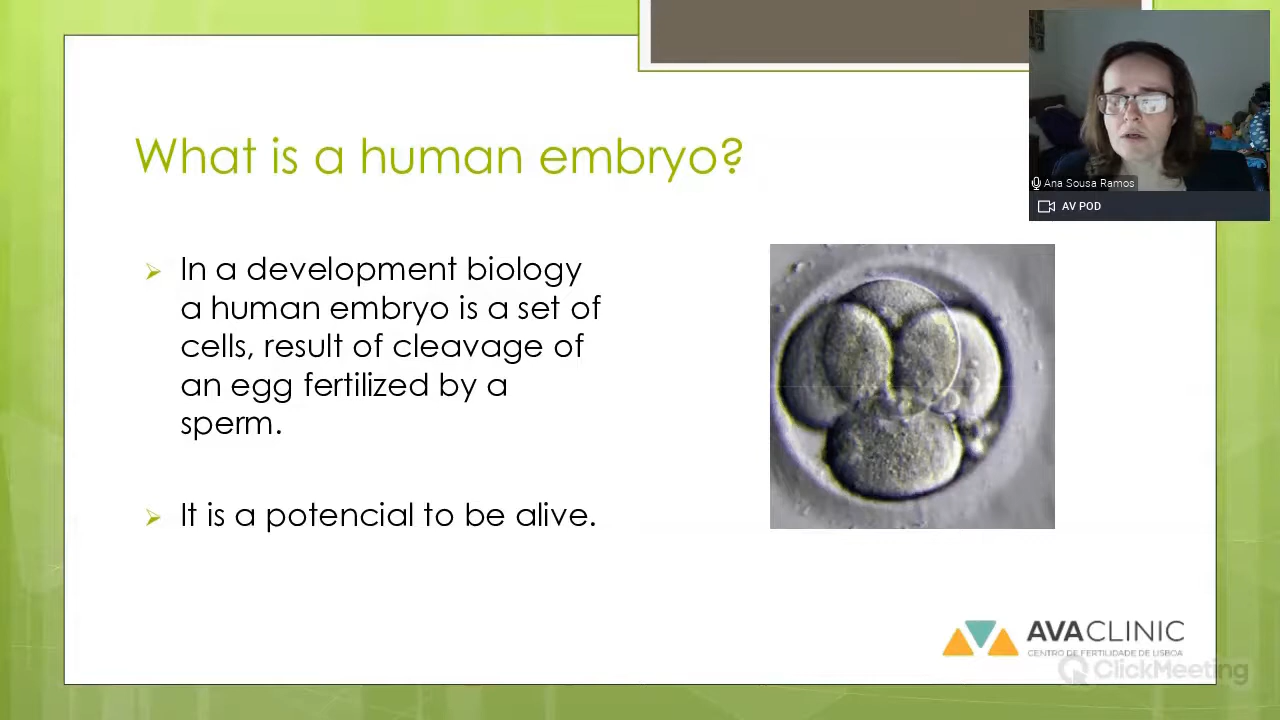 What is a human embryo?
Ana Sousa Ramos
AV POD
In a development biology
a human embryo is a set of
cells, result of cleavage of
an egg fertilized by a
sperm.
It is a potencial to be alive.
AVACLINIC
CENTRO DE FERTILIDADE DE LISBOA
ClickMeeting